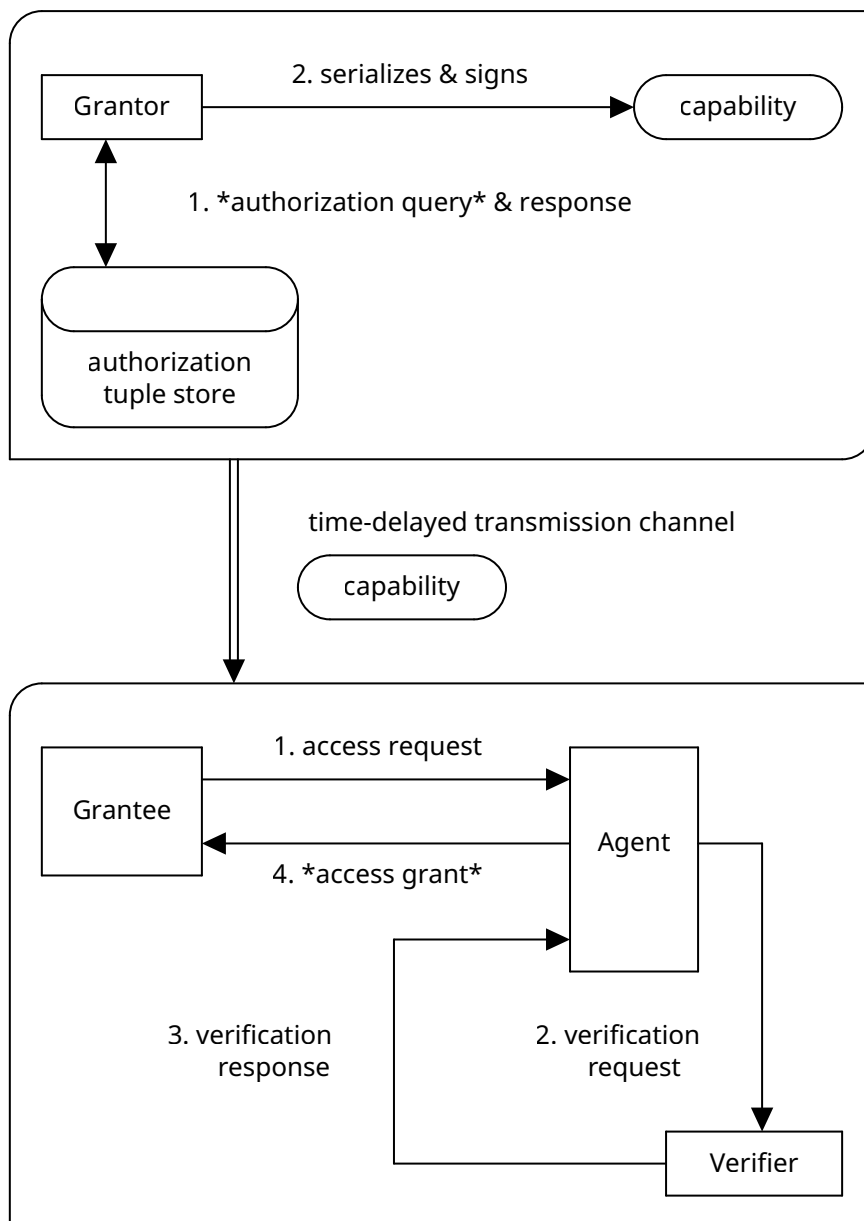 2. serializes & signs
Grantor
capability
1. *authorization query* & response
authorization
tuple store
time-delayed transmission channel
capability
1. access request
Grantee
Agent
4. *access grant*
3. verification
response
2. verification
request
Verifier